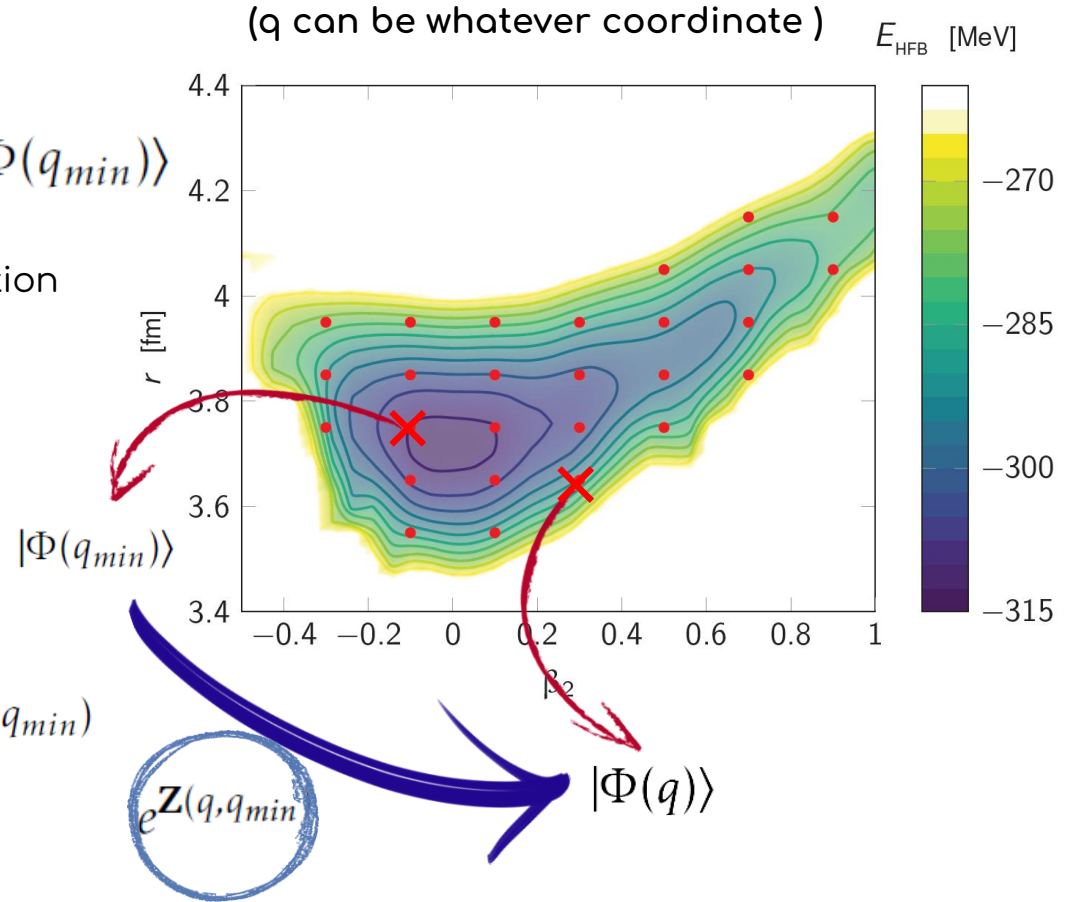 (q can be whatever coordinate )
E_HFB [MeV]
Φ(q_min)⟩
tion
r [fm]
4.4
4.2
4
3.8
3.6
3.4
−0.4 −0.2 0 0.2 0.4 0.6 0.8 1
β₂
−270
−285
−300
−315
|Φ(q_min)⟩
q_min)
e^Z(q,q_min
|Φ(q)⟩